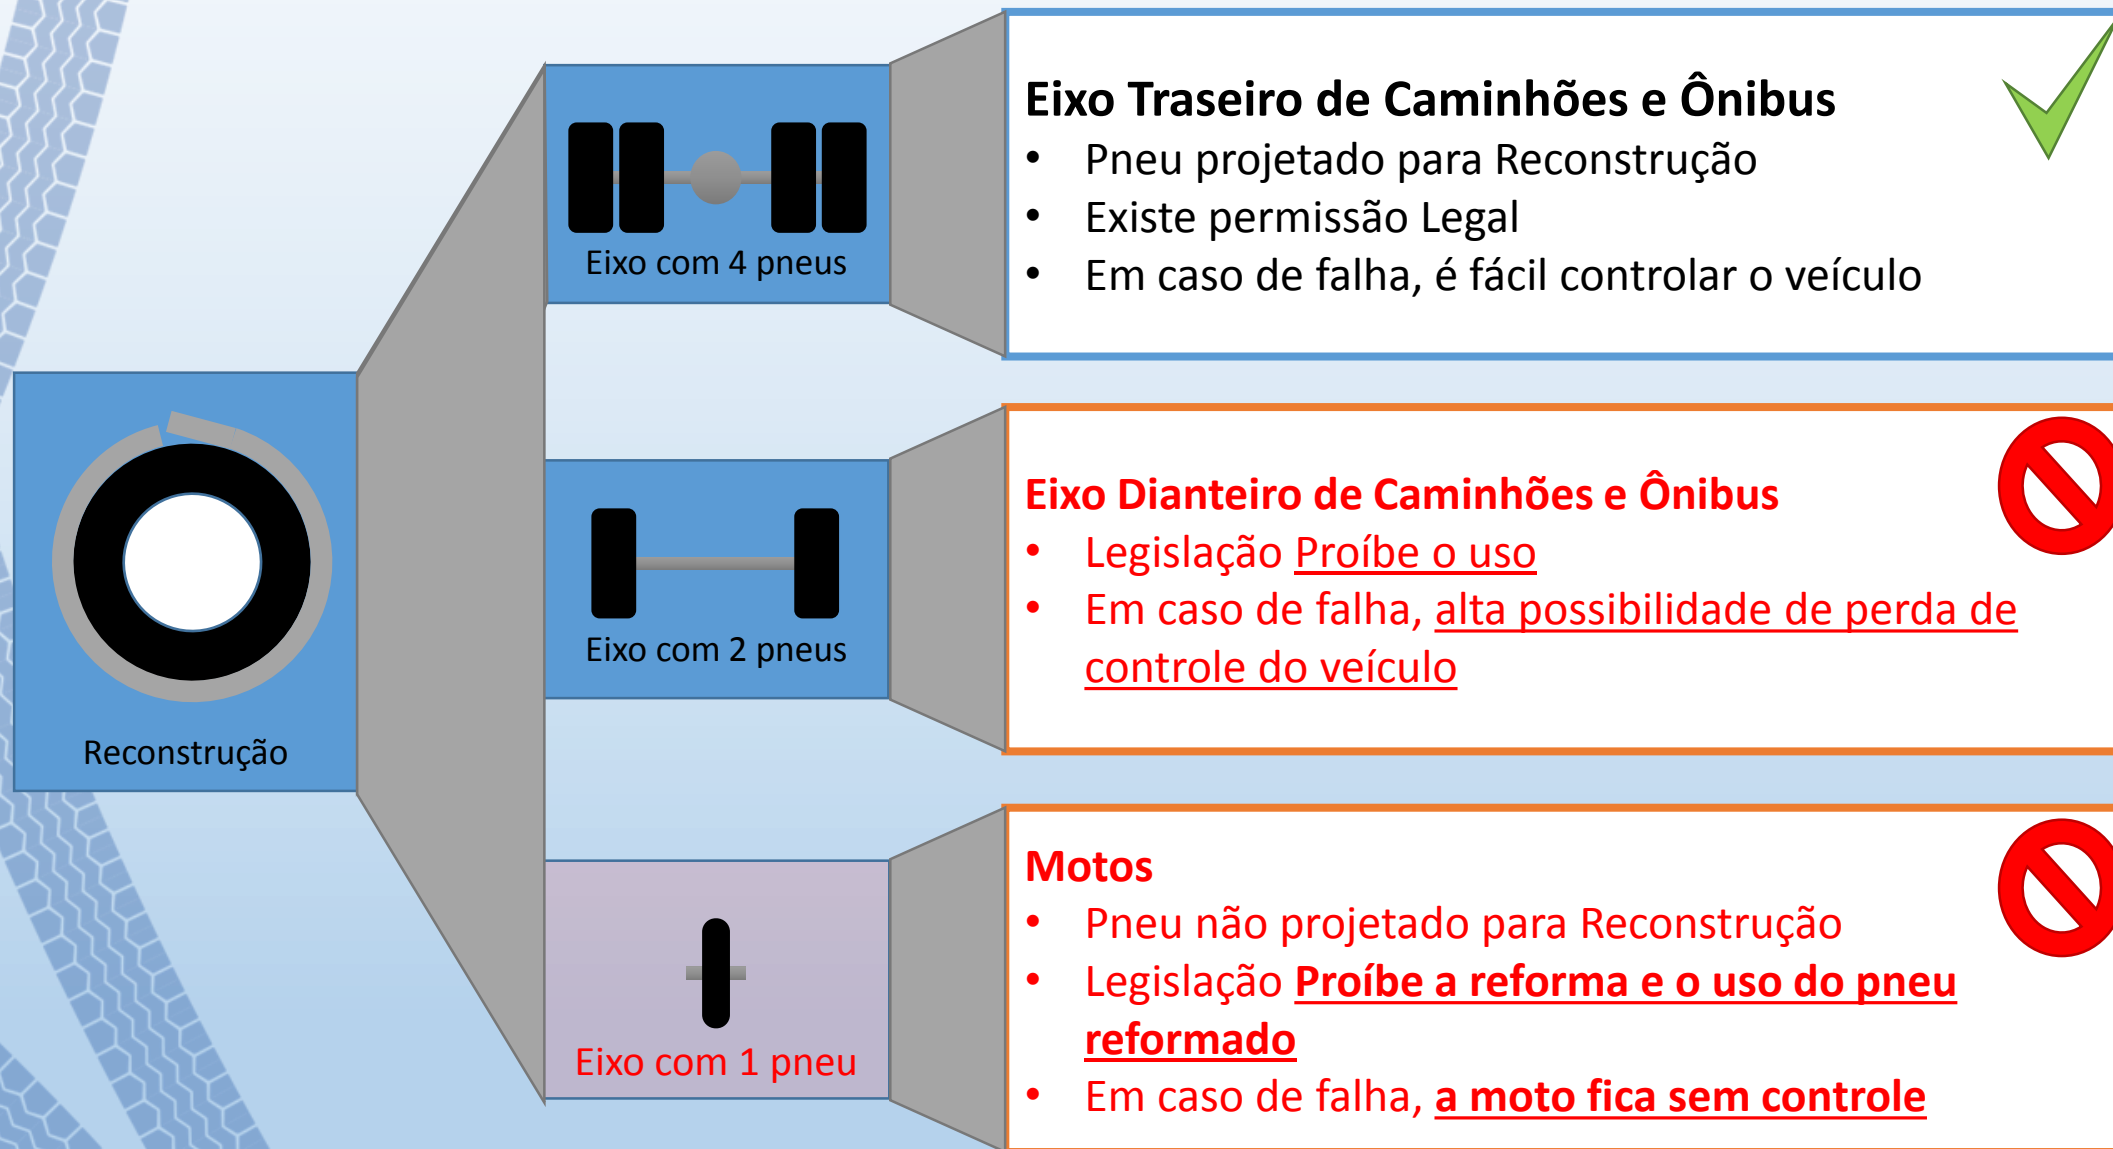 Eixo Traseiro de Caminhões e Ônibus
• Pneu projetado para Reconstrução
• Existe permissão Legal
• Em caso de falha, é fácil controlar o veículo
Eixo com 4 pneus
Reconstrução
Eixo Dianteiro de Caminhões e Ônibus
• Legislação Proíbe o uso
• Em caso de falha, alta possibilidade de perda de
controle do veículo
Eixo com 2 pneus
Motos
• Pneu não projetado para Reconstrução
• Legislação Proíbe a reforma e o uso do pneu
reformado
• Em caso de falha, a moto fica sem controle
Eixo com 1 pneu